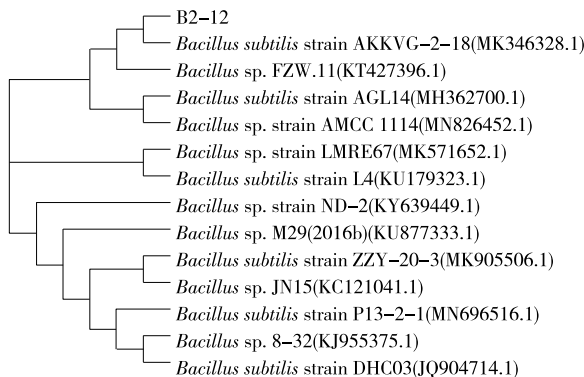 B2-12
Bacillus subtilis strain AKKVG-2-18(MK346328.1)
Bacillus sp. FZW.11(KT427396.1)
Bacillus subtilis strain AGL14(MH362700.1)
Bacillus sp. strain AMCC 1114(MN826452.1)
Bacillus sp. strain LMRE67(MK571652.1)
Bacillus subtilis strain L4(KU179323.1)
Bacillus sp. strain ND-2(KY639449.1)
Bacillus sp. M29(2016b)(KU877333.1)
Bacillus subtilis strain ZZY-20-3(MK905506.1)
Bacillus sp. JN15(KC121041.1)
Bacillus subtilis strain P13-2-1(MN696516.1)
Bacillus sp. 8-32(KJ955375.1)
Bacillus subtilis strain DHC03(JQ904714.1)